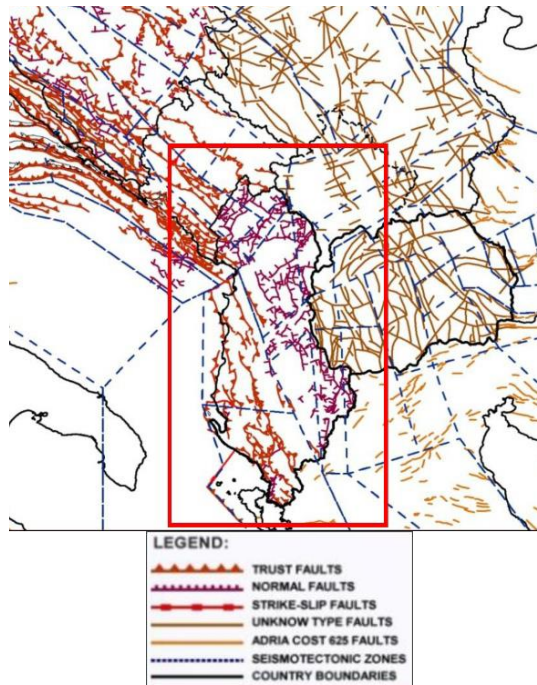 LEGEND:
TRUST FAULTS
NORMAL FAULTS
STRIKE-SLIP FAULTS
UNKNOW TYPE FAULTS
ADRIA COST 625 FAULTS
SEISMOTECTONIC ZONES
COUNTRY BOUNDARIES